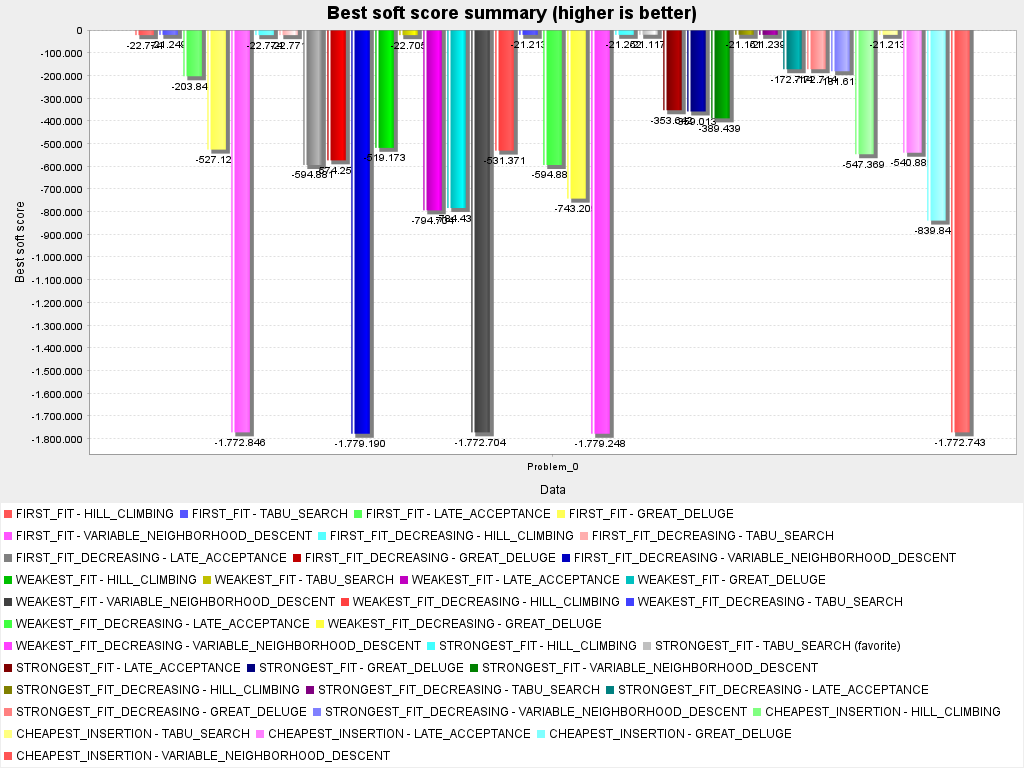 Best soft score summary (higher is better)
Best soft score
0
-100.000
-200.000
-300.000
-400.000
-500.000
-600.000
-700.000
-800.000
-900.000
-1.000.000
-1.100.000
-1.200.000
-1.300.000
-1.400.000
-1.500.000
-1.600.000
-1.700.000
-1.800.000
-203.84
-527.12
-1.772.846
-594.881
-1.779.190
-519.173
-22.705
-794.704
-1.772.704
-531.371
-21.213
-594.88
-743.20
-1.779.248
-389.439
-547.369
-21.213
-540.88
-839.84
-1.772.743
Problem_0
Data
FIRST_FIT - HILL_CLIMBING FIRST_FIT - TABU_SEARCH FIRST_FIT - LATE_ACCEPTANCE FIRST_FIT - GREAT_DELUGE
FIRST_FIT - VARIABLE_NEIGHBORHOOD_DESCENT FIRST_FIT_DECREASING - HILL_CLIMBING FIRST_FIT_DECREASING - TABU_SEARCH
FIRST_FIT_DECREASING - LATE_ACCEPTANCE FIRST_FIT_DECREASING - GREAT_DELUGE FIRST_FIT_DECREASING - VARIABLE_NEIGHBORHOOD_DESCENT
WEAKEST_FIT - HILL_CLIMBING WEAKEST_FIT - TABU_SEARCH WEAKEST_FIT - LATE_ACCEPTANCE WEAKEST_FIT - GREAT_DELUGE
WEAKEST_FIT - VARIABLE_NEIGHBORHOOD_DESCENT WEAKEST_FIT_DECREASING - HILL_CLIMBING WEAKEST_FIT_DECREASING - TABU_SEARCH
WEAKEST_FIT_DECREASING - LATE_ACCEPTANCE WEAKEST_FIT_DECREASING - GREAT_DELUGE
WEAKEST_FIT_DECREASING - VARIABLE_NEIGHBORHOOD_DESCENT STRONGEST_FIT - HILL_CLIMBING STRONGEST_FIT - TABU_SEARCH (favorite)
STRONGEST_FIT - LATE_ACCEPTANCE STRONGEST_FIT - GREAT_DELUGE STRONGEST_FIT - VARIABLE_NEIGHBORHOOD_DESCENT
STRONGEST_FIT_DECREASING - HILL_CLIMBING STRONGEST_FIT_DECREASING - TABU_SEARCH STRONGEST_FIT_DECREASING - LATE_ACCEPTANCE
STRONGEST_FIT_DECREASING - GREAT_DELUGE STRONGEST_FIT_DECREASING - VARIABLE_NEIGHBORHOOD_DESCENT CHEAPEST_INSERTION - HILL_CLIMBING
CHEAPEST_INSERTION - TABU_SEARCH CHEAPEST_INSERTION - LATE_ACCEPTANCE CHEAPEST_INSERTION - GREAT_DELUGE
CHEAPEST_INSERTION - VARIABLE_NEIGHBORHOOD_DESCENT